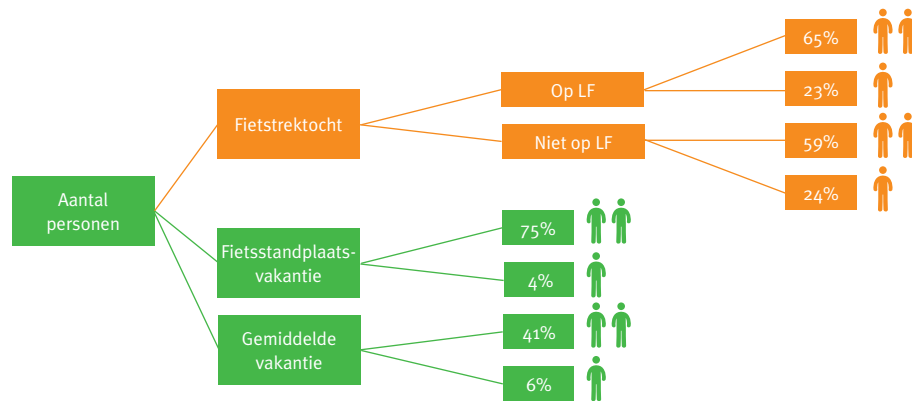 Aantal
personen
Fietstrektocht
Op LF
65%
23%
Niet op LF
59%
24%
Fietsstandplaats-
vakantie
75%
4%
Gemiddelde
vakantie
41%
6%